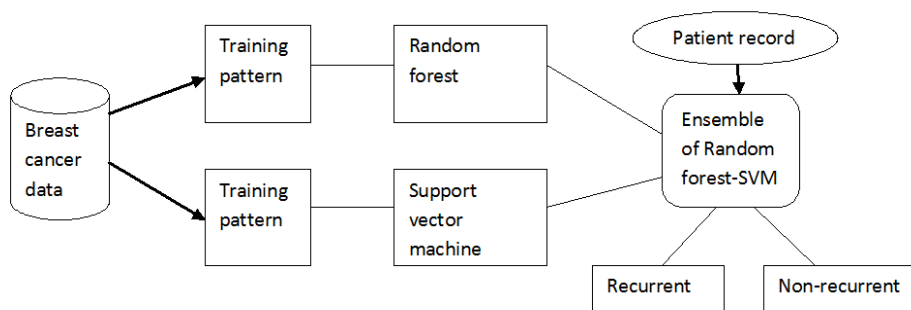 Breast
cancer
data
Training
pattern
Random
forest
Training
pattern
Support
vector
machine
Patient record
Ensemble
of Random
forest-SVM
Recurrent
Non-recurrent